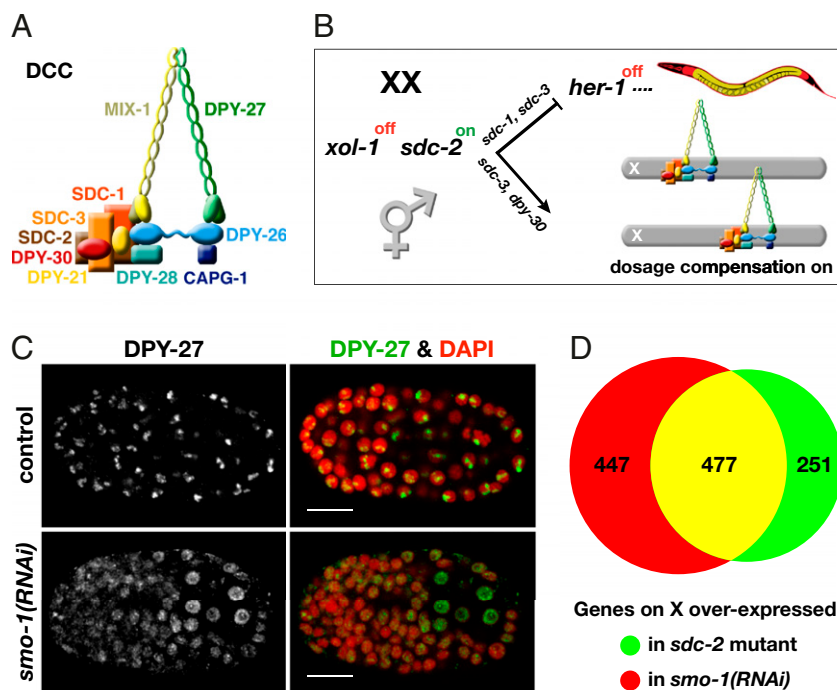 A
DCC
MIX-1
DPY-27
SDC-1
SDC-3
SDC-2
DPY-26
DPY-30
DPY-21
DPY-28
CAPG-1
B
XX
her-1 off ....
sdc-1, sdc-3
xol-1 off sdc-2 on
sdc-3, dpy-30
X
X
dosage compensation on
C
DPY-27
DPY-27 & DAPI
control
smo-1(RNAi)
D
447
477
251
Genes on X over-expressed
in sdc-2 mutant
in smo-1(RNAi)